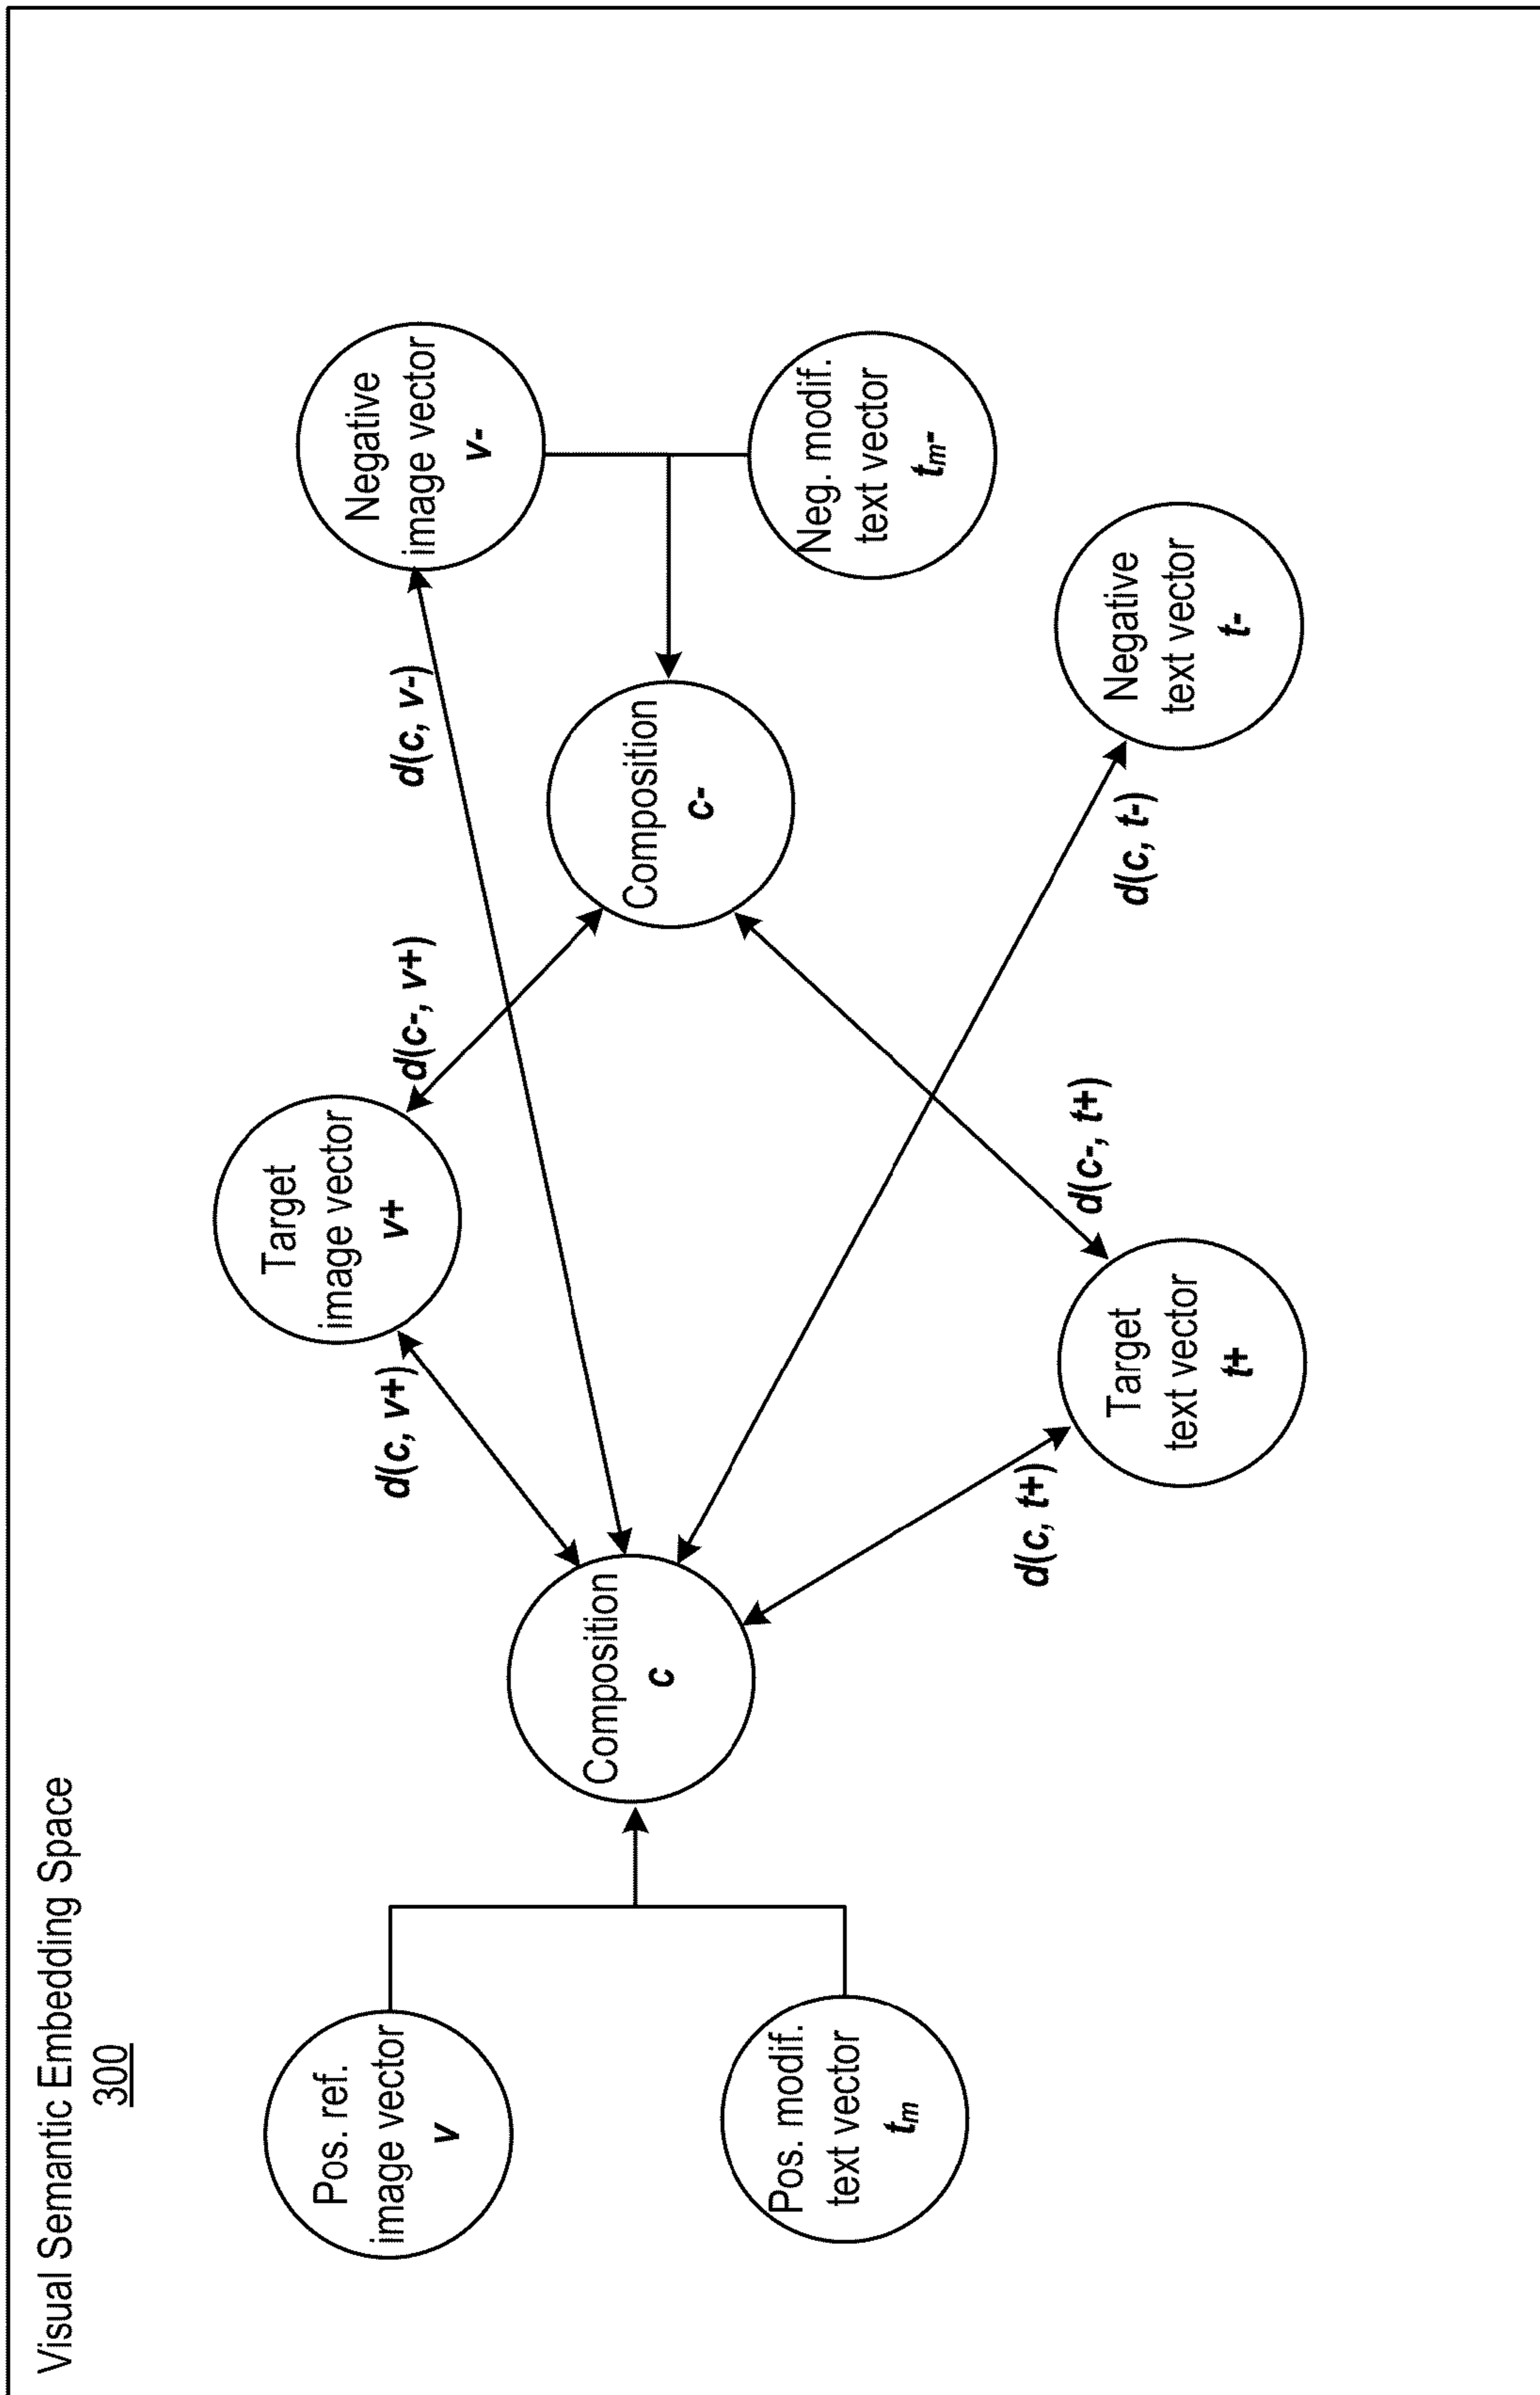 Visual Semantic Embedding Space
300
Pos. ref.
image vector
v
Pos. modif.
text vector
tm
Composition
c
d(c, v+)
d(c, t+)
Target
image vector
v+
Target
text vector
t+
d(c-, v+)
d(c-, t+)
Composition
c-
d(c, v-)
d(c, t-)
Negative
image vector
v-
Neg. modif.
text vector
tm-
Negative
text vector
t-